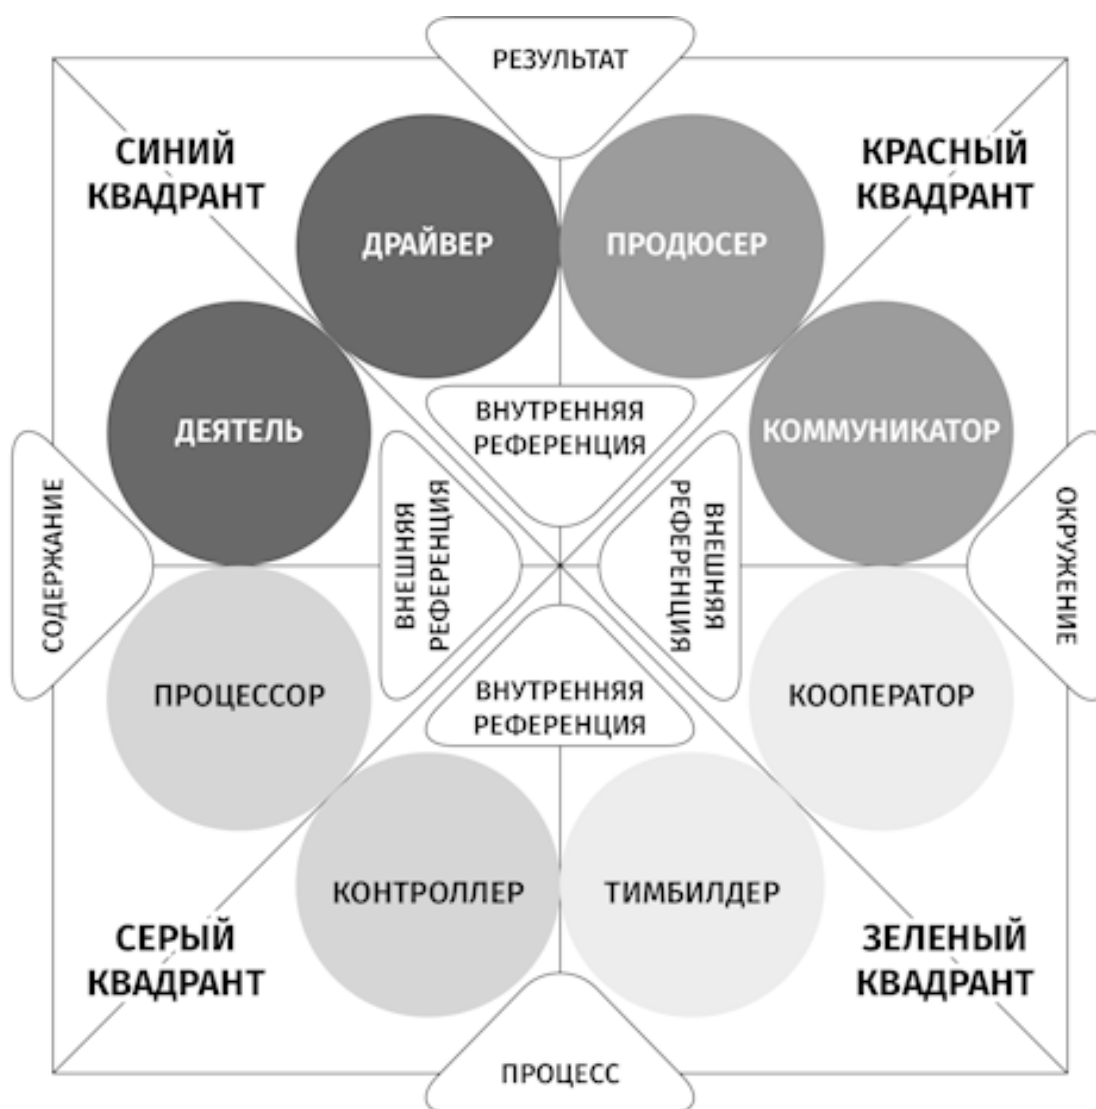 РЕЗУЛЬТАТ
СИНИЙ
КВАДРАНТ
КРАСНЫЙ
КВАДРАНТ
ДРАЙВЕР
ПРОДЮСЕР
ДЕЯТЕЛЬ
ВНУТРЕННЯЯ
РЕФЕРЕНЦИЯ
КОММУНИКАТОР
СОДЕРЖАНИЕ
ВНЕШНЯЯ
РЕФЕРЕНЦИЯ
ВНЕШНЯЯ
РЕФЕРЕНЦИЯ
ОКРУЖЕНИЕ
ПРОЦЕССОР
ВНУТРЕННЯЯ
РЕФЕРЕНЦИЯ
КООПЕРАТОР
КОНТРОЛЛЕР
ТИМБИЛДЕР
СЕРЫЙ
КВАДРАНТ
ЗЕЛЕНЫЙ
КВАДРАНТ
ПРОЦЕСС